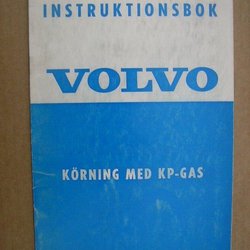 INSTRUKTIONSBOK
VOLVO
KÖRNING MED KP-GAS